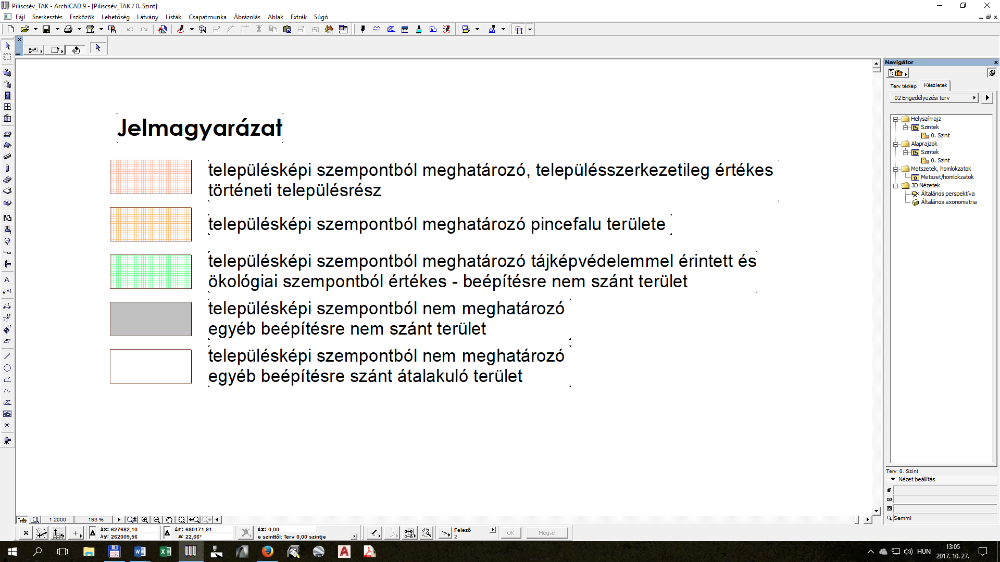 Piliscsév_TAK - ArchiCAD 9 - [Piliscsév_TAK / 0. Szint]
Fájl Szerkesztés Eszközök Lehetőség Látvány Listák Csapatmunka Ábrázolás Ablak Extrák Súgó
Navigátor
Terv térkép Készletek
02 Engedélyezési terv
Helyszínrajz
Szintek
0. Szint
Alaprajzok
Szintek
0. Szint
Metszetek, homlokzatok
Metszet/homlokzatok
3D Nézetek
Általános perspektíva
Általános axonometria
Jelmagyarázat
településképi szempontból meghatározó, településszerkezetileg értékes
történeti településrész
településképi szempontból meghatározó pincefalu területe
településképi szempontból meghatározó tájképvédelemmel érintett és
ökológiai szempontból értékes - beépítésre nem szánt terület
településképi szempontból nem meghatározó
egyéb beépítésre nem szánt terület
településképi szempontból nem meghatározó
egyéb beépítésre szánt átalakuló terület
Terv: 0. Szint
Nézet beállítás
Semmi
1:2000 193 %
Δx: 627682,10 Δr: 680171,91 Δz: 0,00 Felező
Δy: 262009,56 a: 22,66° e szinttől: Terv 0,00 szintje 2
OK Mégse
HUN 13:05
2017. 10. 27.